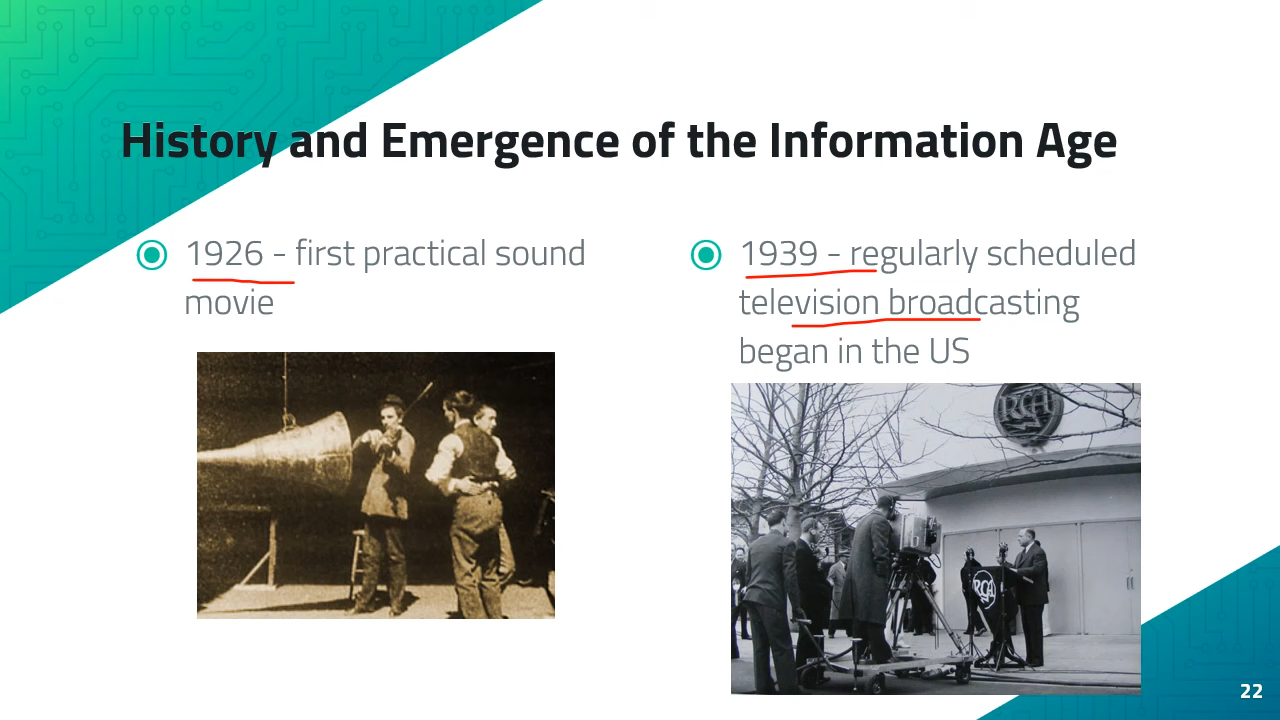 History and Emergence of the Information Age
1926 - first practical sound
movie
1939 - regularly scheduled
television broadcasting
began in the US
RCA
RCA
22